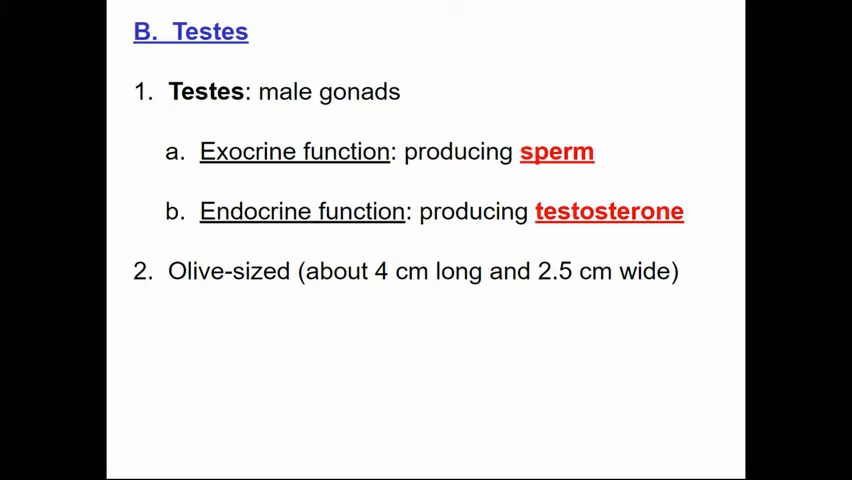 B. Testes
1. Testes: male gonads
a. Exocrine function: producing sperm
b. Endocrine function: producing testosterone
2. Olive-sized (about 4 cm long and 2.5 cm wide)